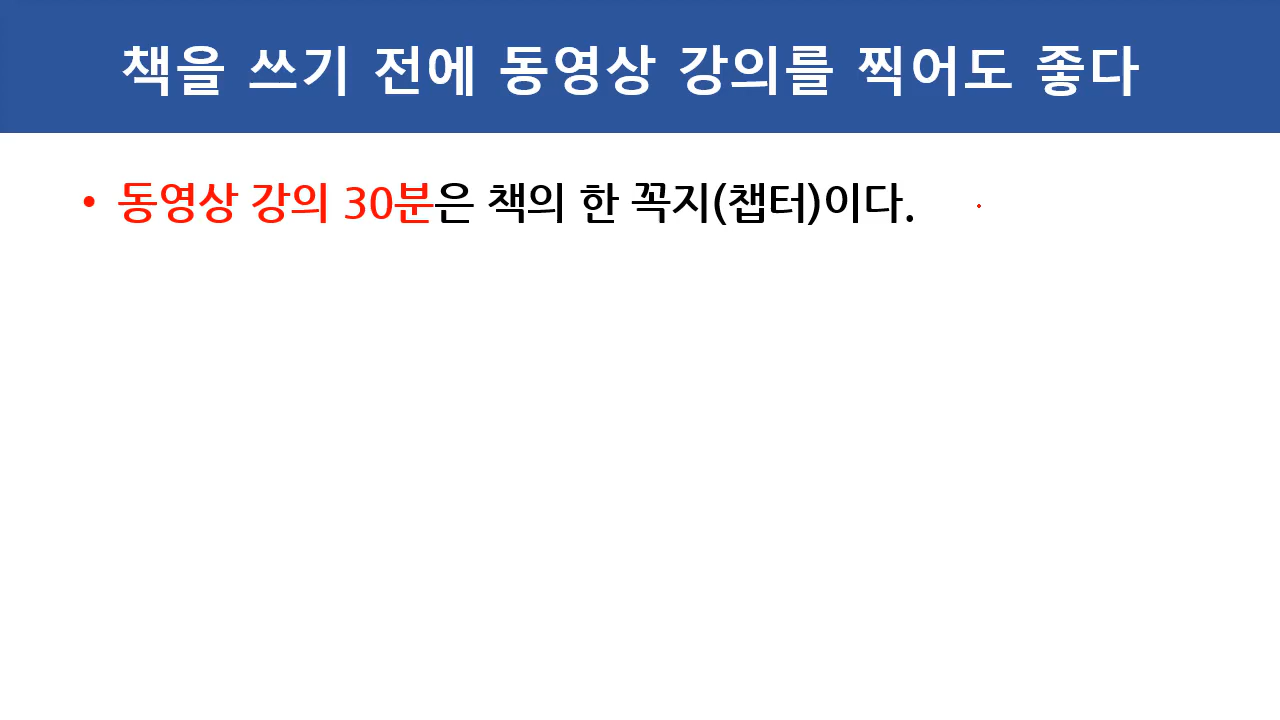 책을 쓰기 전에 동영상 강의를 찍어도 좋다
• 동영상 강의 30분은 책의 한 꼭지(챕터)이다.